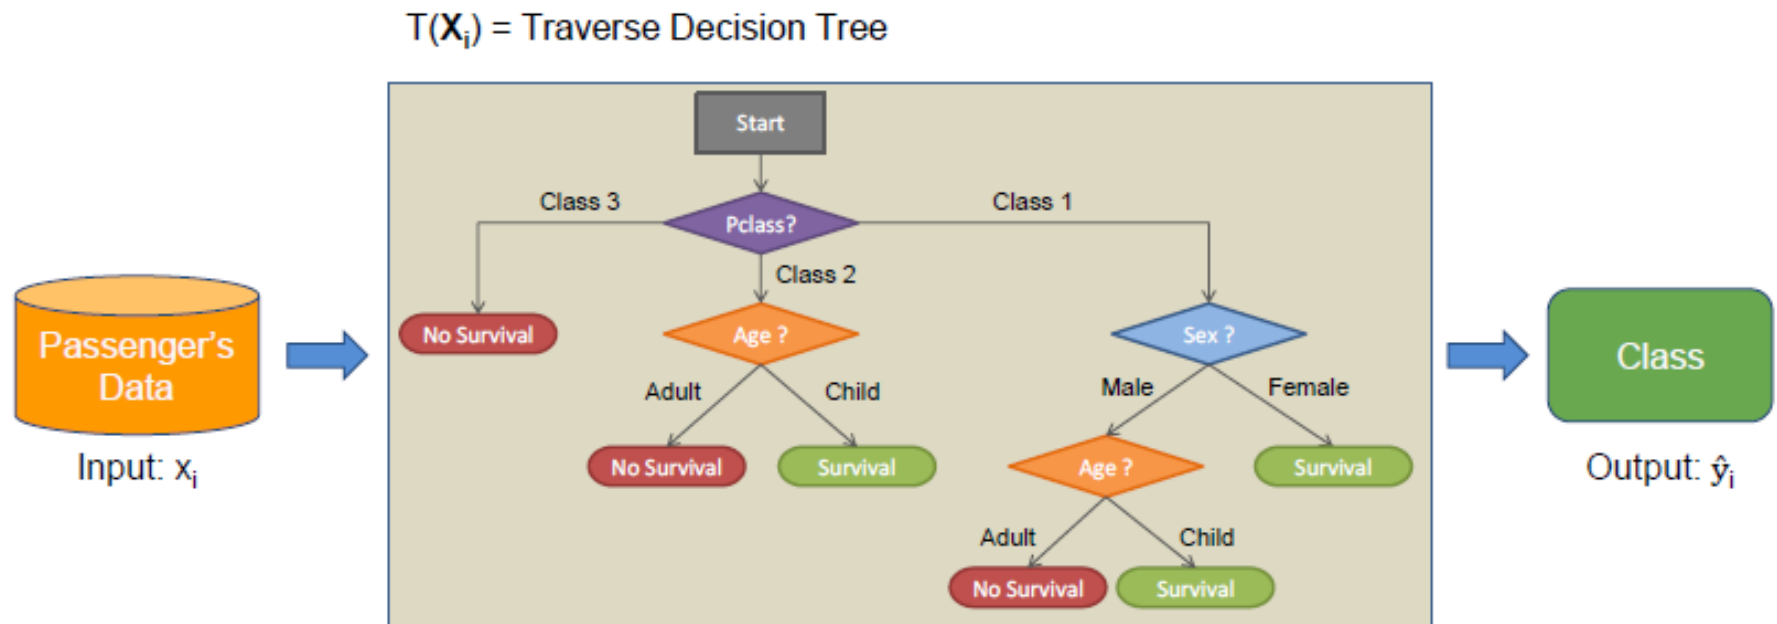 T(Xi) = Traverse Decision Tree
Start
Class 3
Pclass?
Class 1
Class 2
No Survival
Age ?
Sex ?
Adult
Child
Male
Female
No Survival
Survival
Age ?
Survival
Adult
Child
No Survival
Survival
Passenger's
Data
Input: xi
Class
Output: ŷi